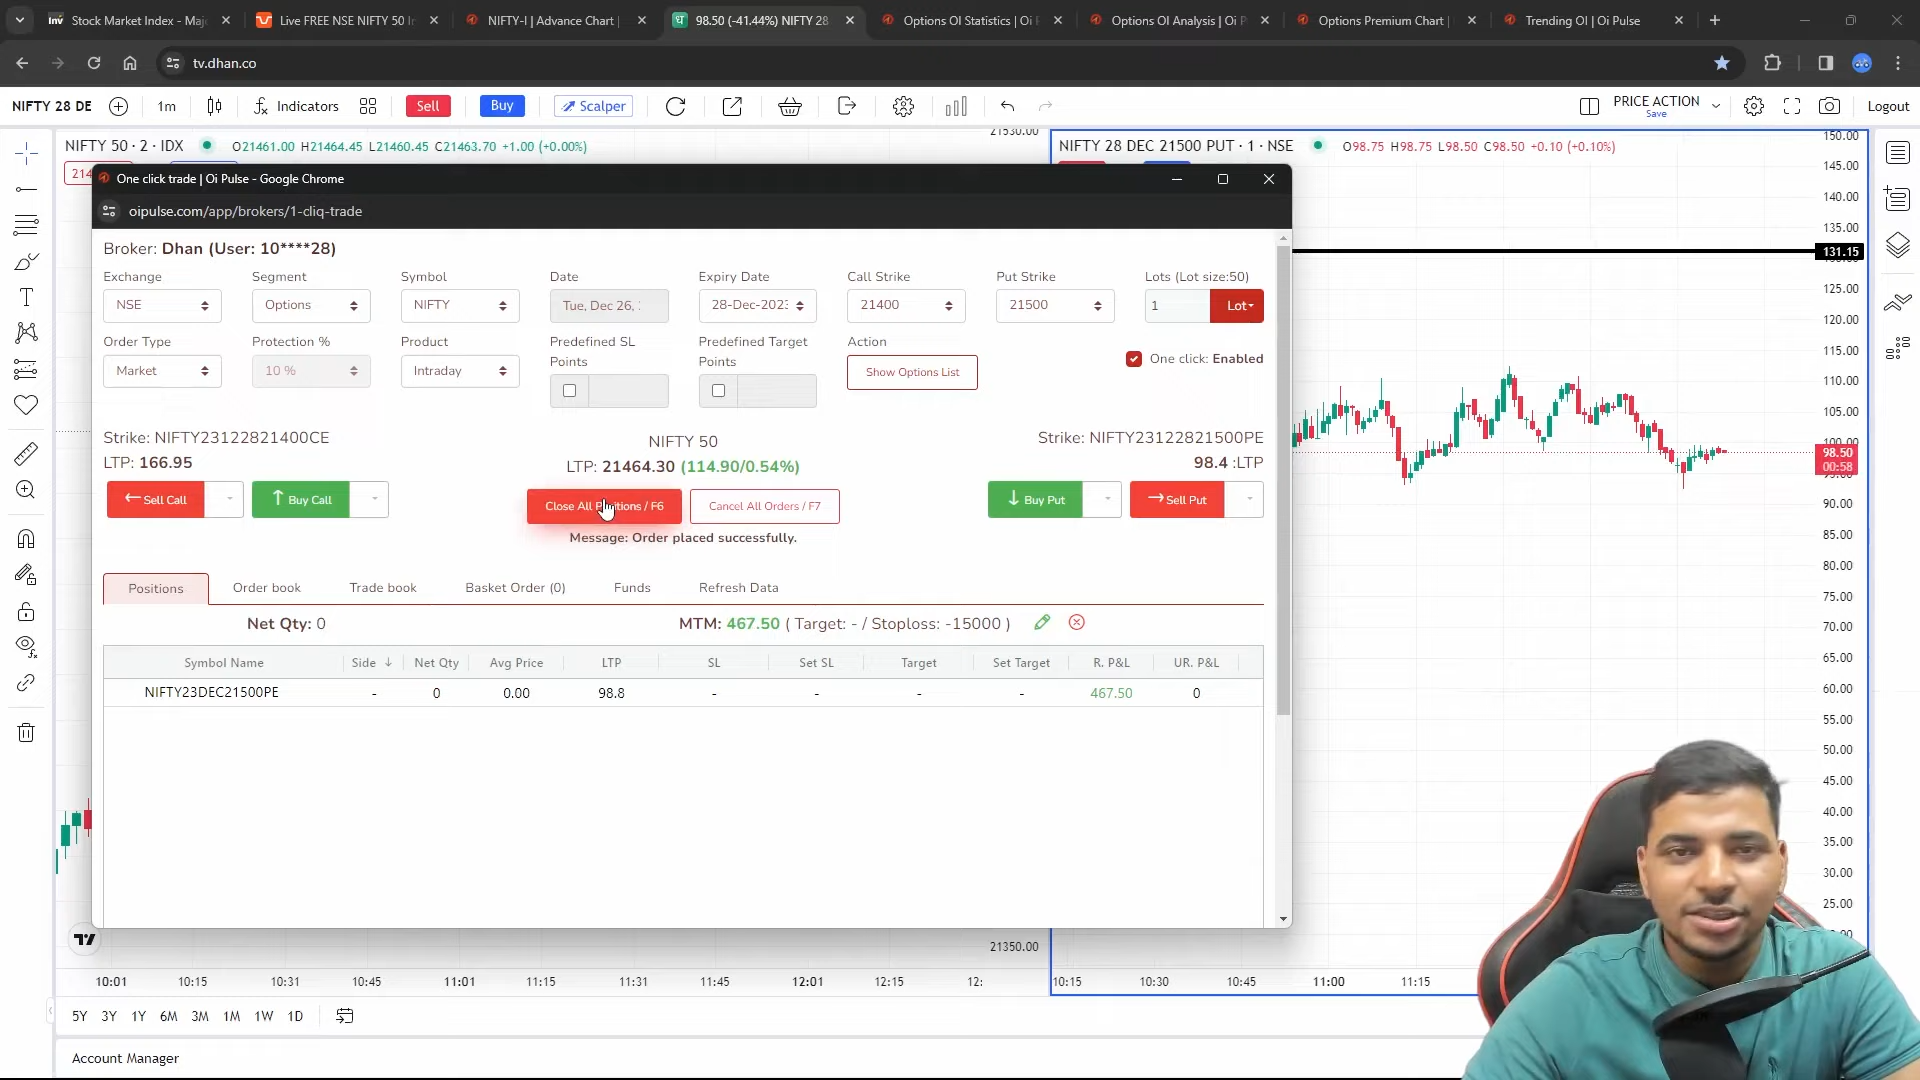 Stock Market Index - Maj
Live FREE NSE NIFTY 50 In
NIFTY-I | Advance Chart |
98.50 (-41.44%) NIFTY 28
Options OI Statistics | Oi P
Options OI Analysis | Oi P
Options Premium Chart |
Trending OI | Oi Pulse
tv.dhan.co
NIFTY 28 DE
1m
Indicators
Sell
Buy
Scalper
PRICE ACTION
Save
Logout
NIFTY 50 · 2 · IDX
O21461.00 H21464.45 L21460.45 C21463.70 +1.00 (+0.00%)
21530.00
NIFTY 28 DEC 21500 PUT · 1 · NSE
O98.75 H98.75 L98.50 C98.50 +0.10 (+0.10%)
One click trade | Oi Pulse - Google Chrome
oipulse.com/app/brokers/1-cliq-trade
Broker: Dhan (User: 10****28)
Exchange Segment Symbol Date Expiry Date Call Strike Put Strike Lots (Lot size:50)
NSE Options NIFTY Tue, Dec 26, 28-Dec-2023 21400 21500 1 Lot
Order Type Protection % Product Predefined SL Points Predefined Target Points Action
Market 10 % Intraday Show Options List One click: Enabled
Strike: NIFTY23122821400CE
LTP: 166.95
Sell Call Buy Call
NIFTY 50
LTP: 21464.30 (114.90/0.54%)
Close All Positions / F6 Cancel All Orders / F7
Message: Order placed successfully.
Strike: NIFTY23122821500PE
98.4 :LTP
Buy Put Sell Put
Positions Order book Trade book Basket Order (0) Funds Refresh Data
Net Qty: 0 MTM: 467.50 ( Target: - / Stoploss: -15000 )
Symbol Name Side Net Qty Avg Price LTP SL Set SL Target Set Target R. P&L UR. P&L
NIFTY23DEC21500PE - 0 0.00 98.8 - - - - 467.50 0
150.00
145.00
140.00
135.00
131.15
125.00
120.00
115.00
110.00
105.00
100.00
98.50
00:58
90.00
85.00
80.00
75.00
70.00
65.00
60.00
55.00
50.00
45.00
40.00
35.00
30.00
25.00
21350.00
10:01 10:15 10:31 10:45 11:01 11:15 11:31 11:45 12:01 12:15 12:
10:15 10:30 10:45 11:00 11:15
5Y 3Y 1Y 6M 3M 1M 1W 1D
Account Manager